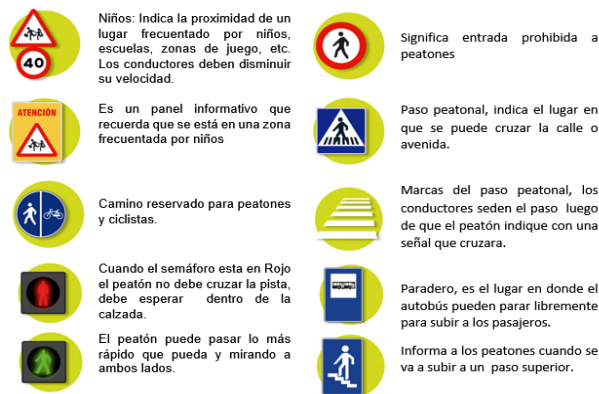 Niños: Indica la proximidad de un
lugar frecuentado por niños,
escuelas, zonas de juego, etc.
Los conductores deben disminuir
su velocidad.
40
ATENCIÓN
Es un panel informativo que
recuerda que se está en una zona
frecuentada por niños
Camino reservado para peatones
y ciclistas.
Cuando el semáforo esta en Rojo
el peatón no debe cruzar la pista,
debe esperar dentro de la
calzada.
El peatón puede pasar lo más
rápido que pueda y mirando a
ambos lados.
Significa entrada prohibida a
peatones
Paso peatonal, indica el lugar en
que se puede cruzar la calle o
avenida.
Marcas del paso peatonal, los
conductores seden el paso luego
de que el peatón indique con una
señal que cruzara.
Paradero, es el lugar en donde el
autobús pueden parar libremente
para subir a los pasajeros.
Informa a los peatones cuando se
va a subir a un paso superior.